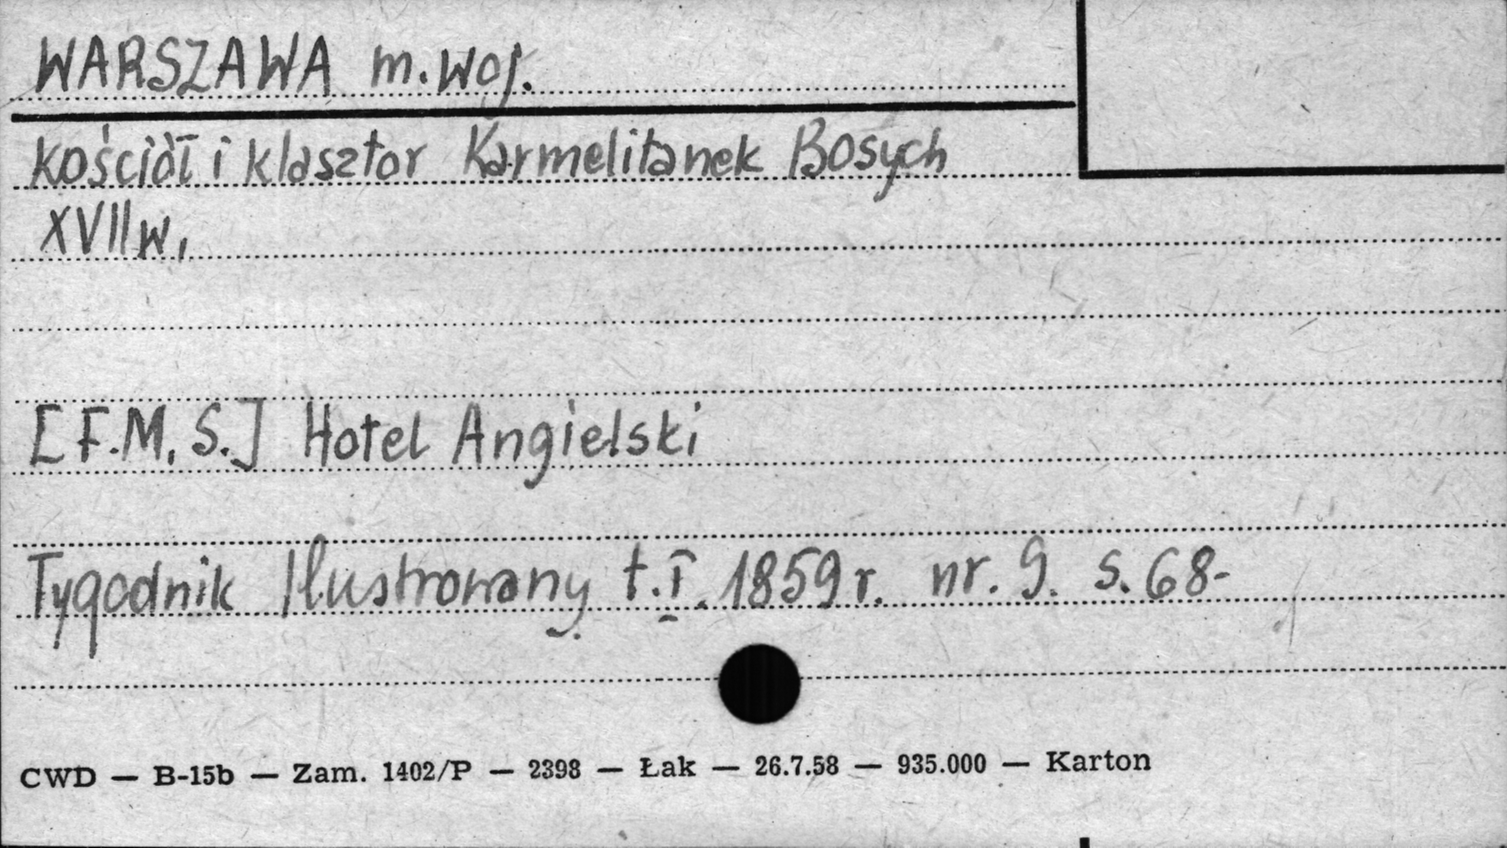 WARSZAWA m. woj.
kościół i klasztor Karmelitanek Bosych
XVII w.
[F.M.S.] Hotel Angielski
Tygodnik Ilustrowany t. I. 1859 r. nr. 9. s. 68-
CWD — B-15b — Zam. 1402/P — 2398 — Łak — 26.7.58 — 935.000 — Karton